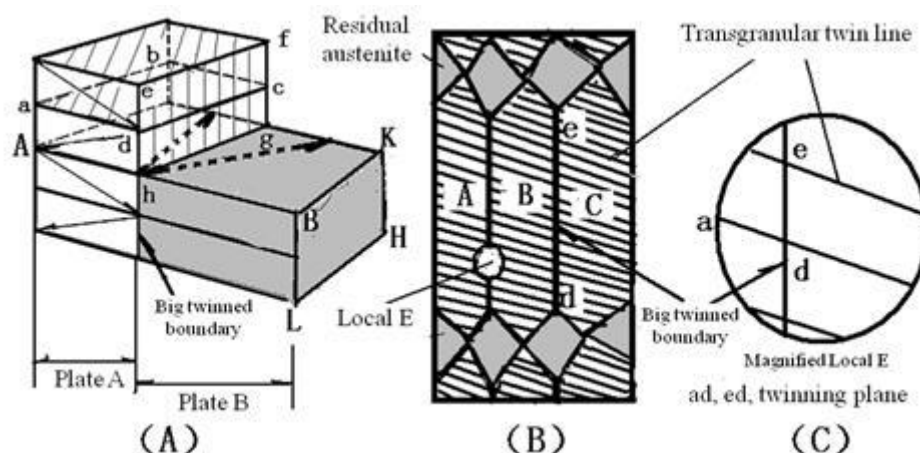 b
f
a
e
c
A
d
g
K
h
B
H
Big twinned
boundary
L
Plate A
Plate B
(A)
Residual
austenite
e
A
B
C
d
Local E
(B)
Transgranular twin line
e
a
d
Big twinned
boundary
Magnified Local E
ad, ed, twinning plane
(C)